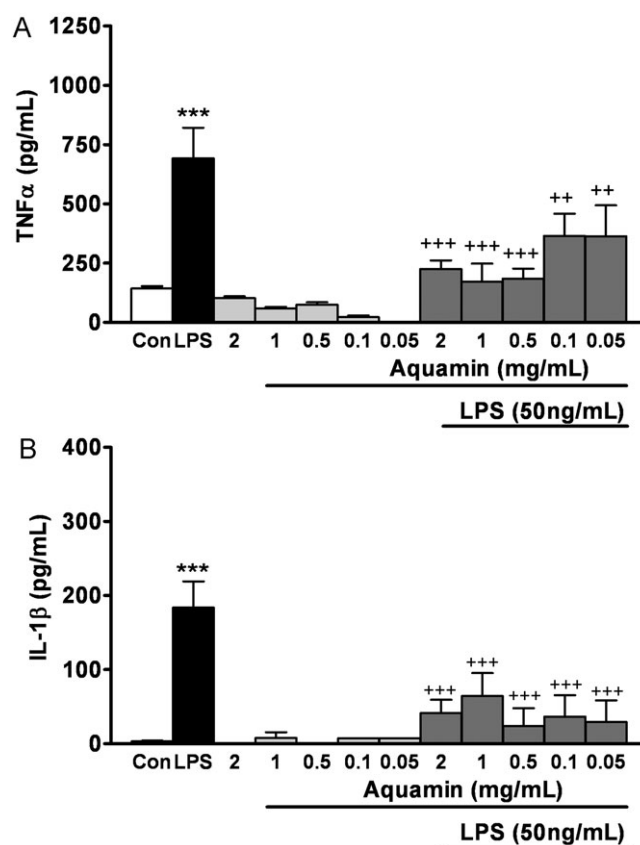 A
TNFα (pg/mL)
1250
1000
750
500
250
0
***
+++ +++ +++ ++ ++
Con LPS 2 1 0.5 0.1 0.05 2 1 0.5 0.1 0.05
Aquamin (mg/mL)
LPS (50ng/mL)
B
IL-1β (pg/mL)
400
300
200
100
0
***
+++ +++ +++ +++ +++
Con LPS 2 1 0.5 0.1 0.05 2 1 0.5 0.1 0.05
Aquamin (mg/mL)
LPS (50ng/mL)